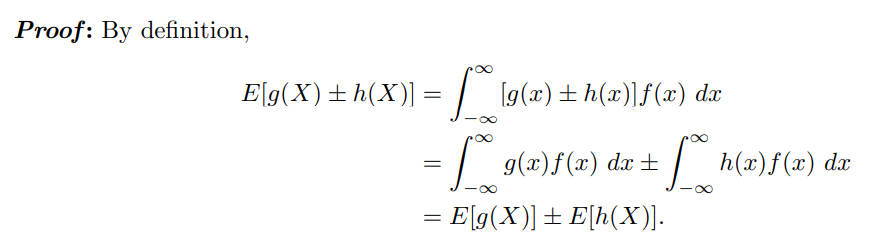 Proof: By definition,
E[g(X) ± h(X)] = ∫_{−∞}^{∞} [g(x) ± h(x)]f(x) dx
= ∫_{−∞}^{∞} g(x)f(x) dx ± ∫_{−∞}^{∞} h(x)f(x) dx
= E[g(X)] ± E[h(X)].